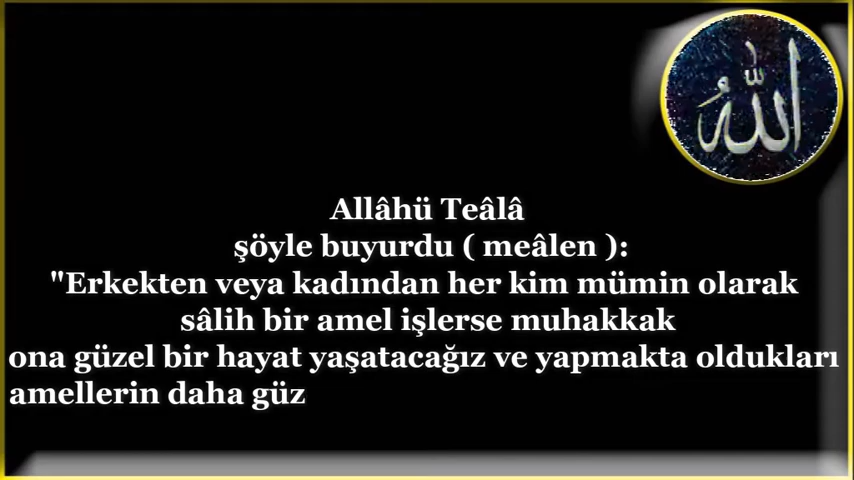 الله
Allâhü Teâlâ
şöyle buyurdu ( meâlen ):
"Erkekten veya kadından her kim mümin olarak
sâlih bir amel işlerse muhakkak
ona güzel bir hayat yaşatacağız ve yapmakta oldukları
amellerin daha güz